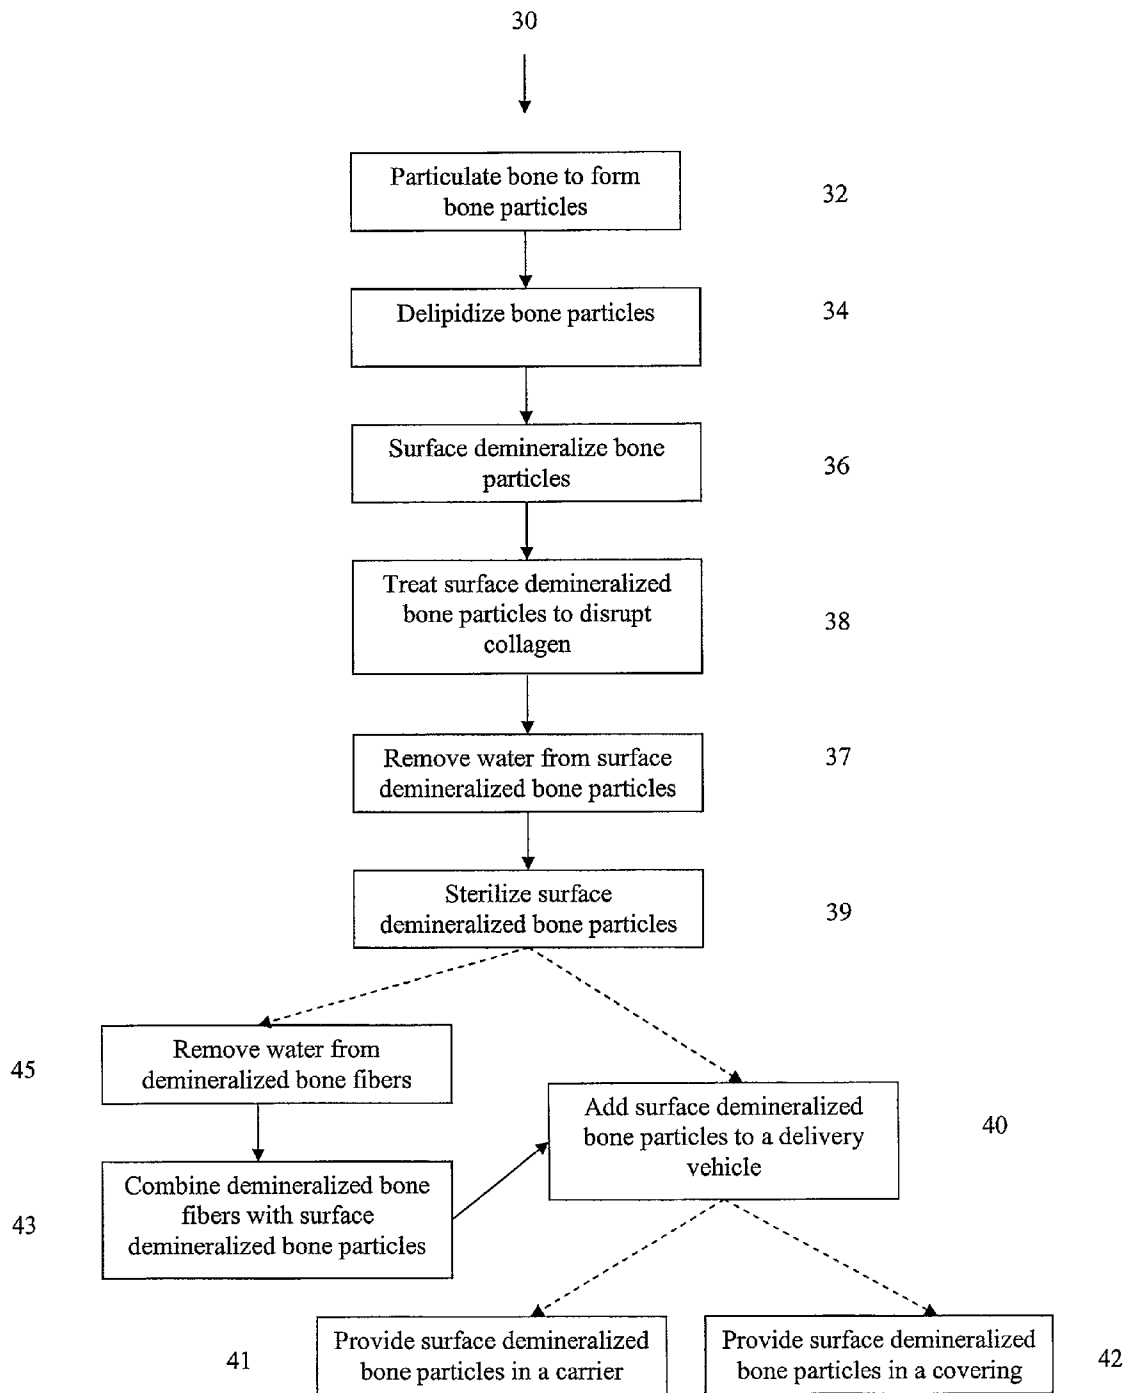 30
Particulate bone to form
bone particles
32
Delipidize bone particles
34
Surface demineralize bone
particles
36
Treat surface demineralized
bone particles to disrupt
collagen
38
Remove water from surface
demineralized bone particles
37
Sterilize surface
demineralized bone particles
39
45
Remove water from
demineralized bone fibers
Add surface demineralized
bone particles to a delivery
vehicle
40
43
Combine demineralized bone
fibers with surface
demineralized bone particles
41
Provide surface demineralized
bone particles in a carrier
Provide surface demineralized
bone particles in a covering
42